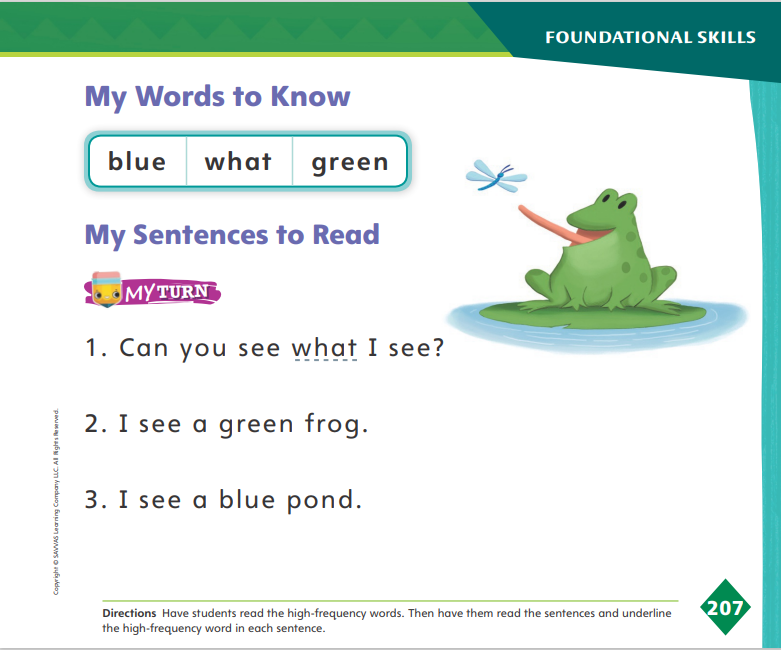 FOUNDATIONAL SKILLS
My Words to Know
blue what green
My Sentences to Read
MY TURN
1. Can you see what I see?
2. I see a green frog.
3. I see a blue pond.
Copyright © SAVVAS Learning Company LLC. All Rights Reserved.
Directions Have students read the high-frequency words. Then have them read the sentences and underline
the high-frequency word in each sentence.
207